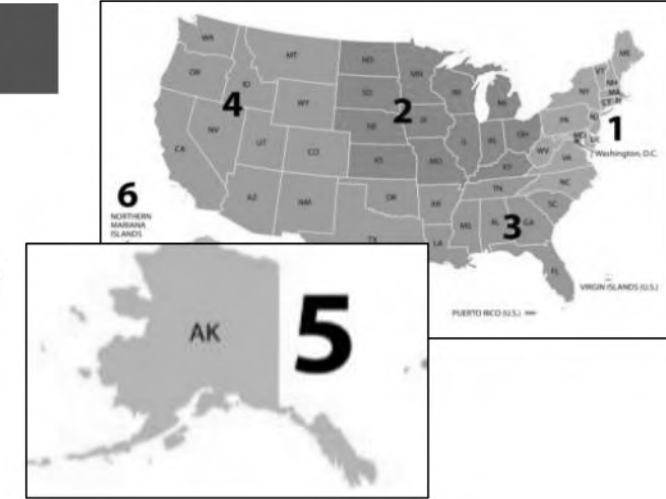 WA
MT
ND
MN
ME
VT
NH
OR
ID
SD
WI
MI
NY
MA
CT RI
4
WY
2
IA
NE
PA
NJ
1
NV
UT
CO
KS
MO
IL
IN
OH
WV
MD
DE
Washington, D.C.
VA
KY
CA
TN
NC
AZ
NM
OK
AR
SC
6
NORTHERN
MARIANA
ISLANDS
MS
AL
3
GA
TX
LA
FL
VIRGIN ISLANDS (U.S.)
PUERTO RICO (U.S.)
AK
5